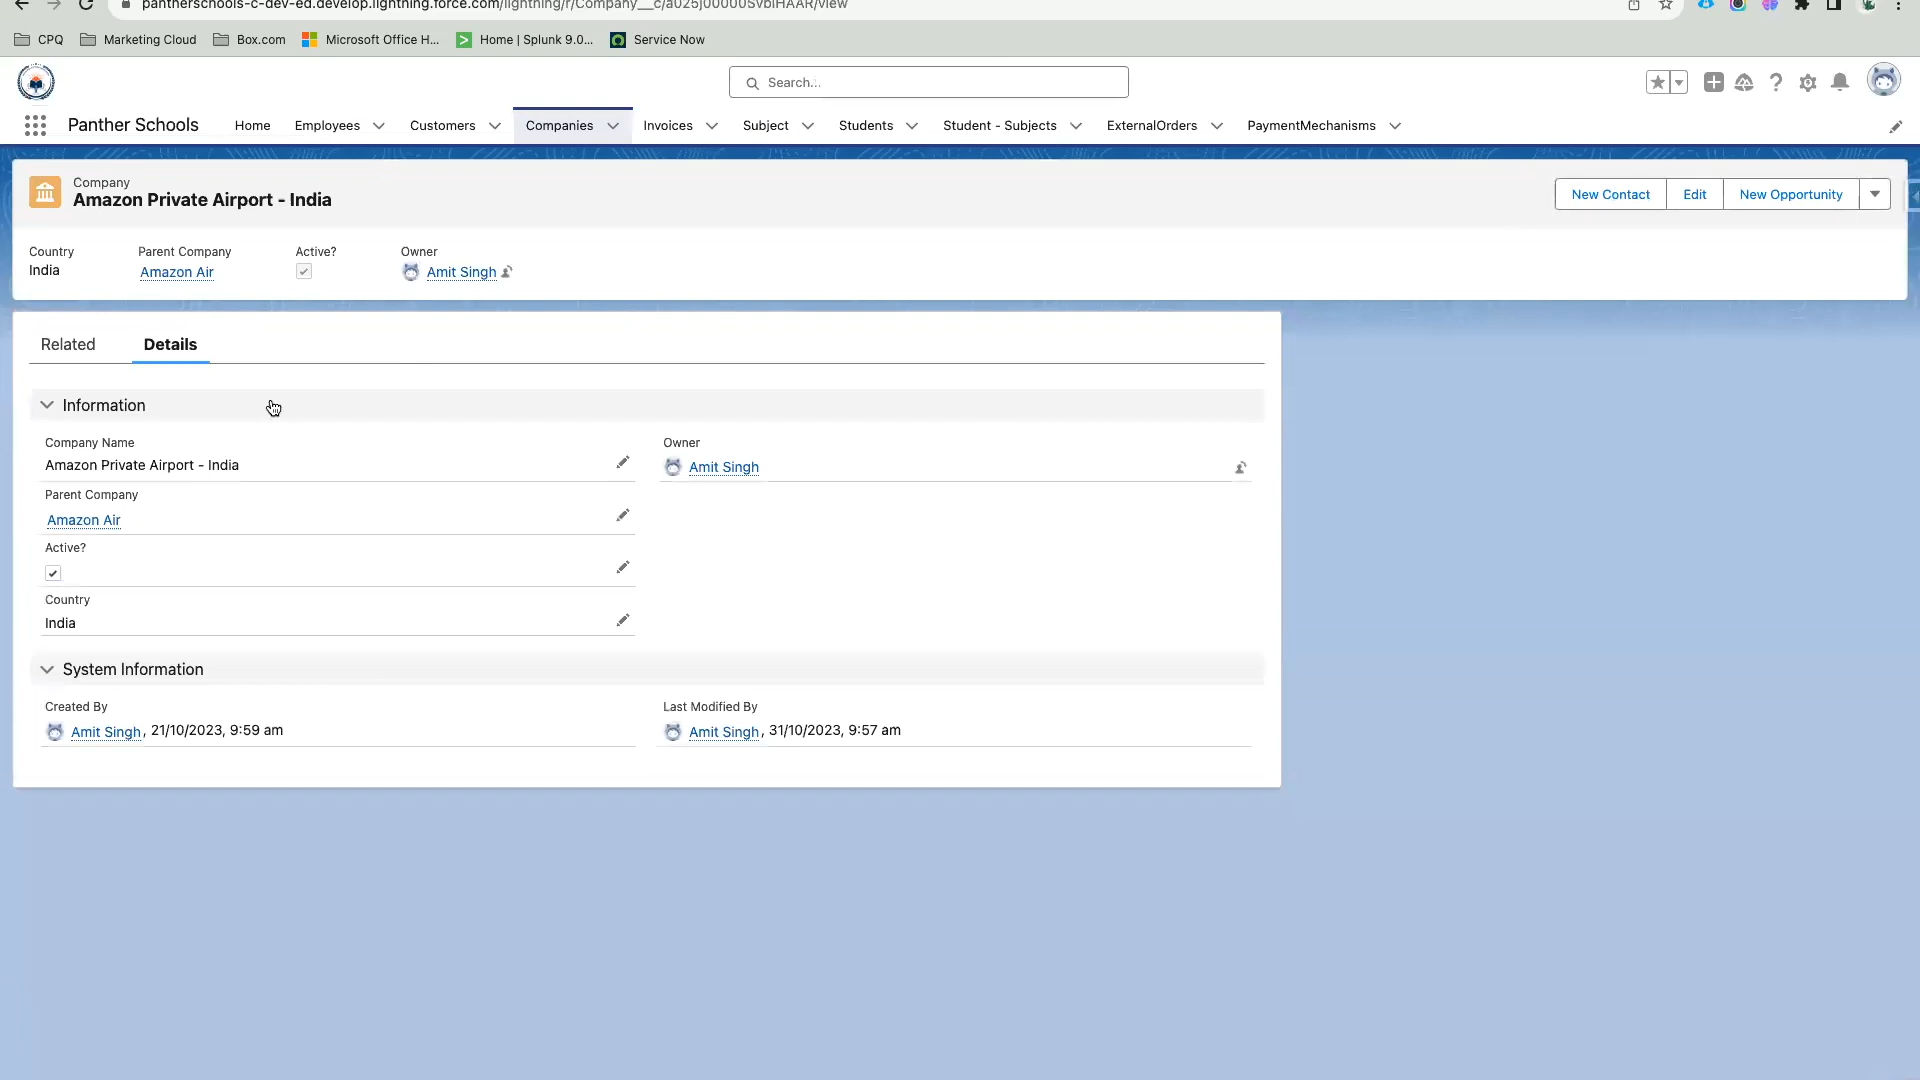 pantherschools-c-dev-ed.develop.lightning.force.com/lightning/r/Company__c/a025j00000SVbIHAAR/view
CPQ Marketing Cloud Box.com Microsoft Office H... Home | Splunk 9.0... Service Now
Search...
Panther Schools Home Employees Customers Companies Invoices Subject Students Student - Subjects ExternalOrders PaymentMechanisms
Company
Amazon Private Airport - India
New Contact Edit New Opportunity
Country Parent Company Active? Owner
India Amazon Air Amit Singh
Related Details
Information
Company Name Owner
Amazon Private Airport - India Amit Singh
Parent Company
Amazon Air
Active?
Country
India
System Information
Created By Last Modified By
Amit Singh, 21/10/2023, 9:59 am Amit Singh, 31/10/2023, 9:57 am